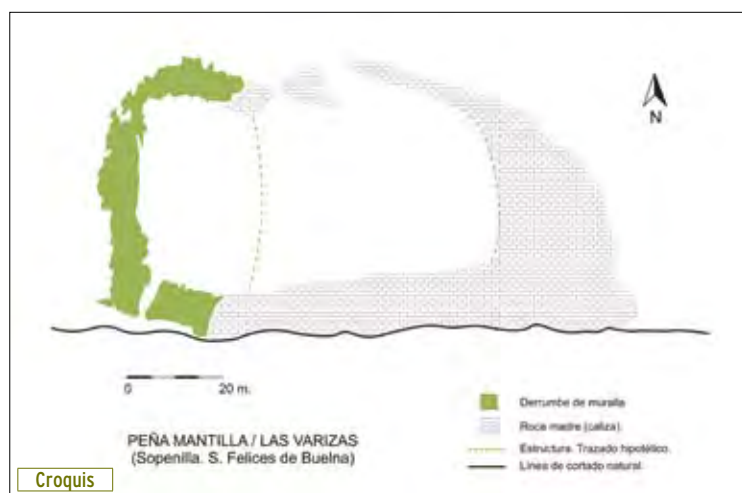 N
0
20 m.
PEÑA MANTILLA / LAS VARIZAS
(Sopenilla. S. Felices de Buelna)
Derrumbe de muralla
Roca madre (caliza).
Estructura. Trazado hipotético.
Línea de cortado natural.
Croquis